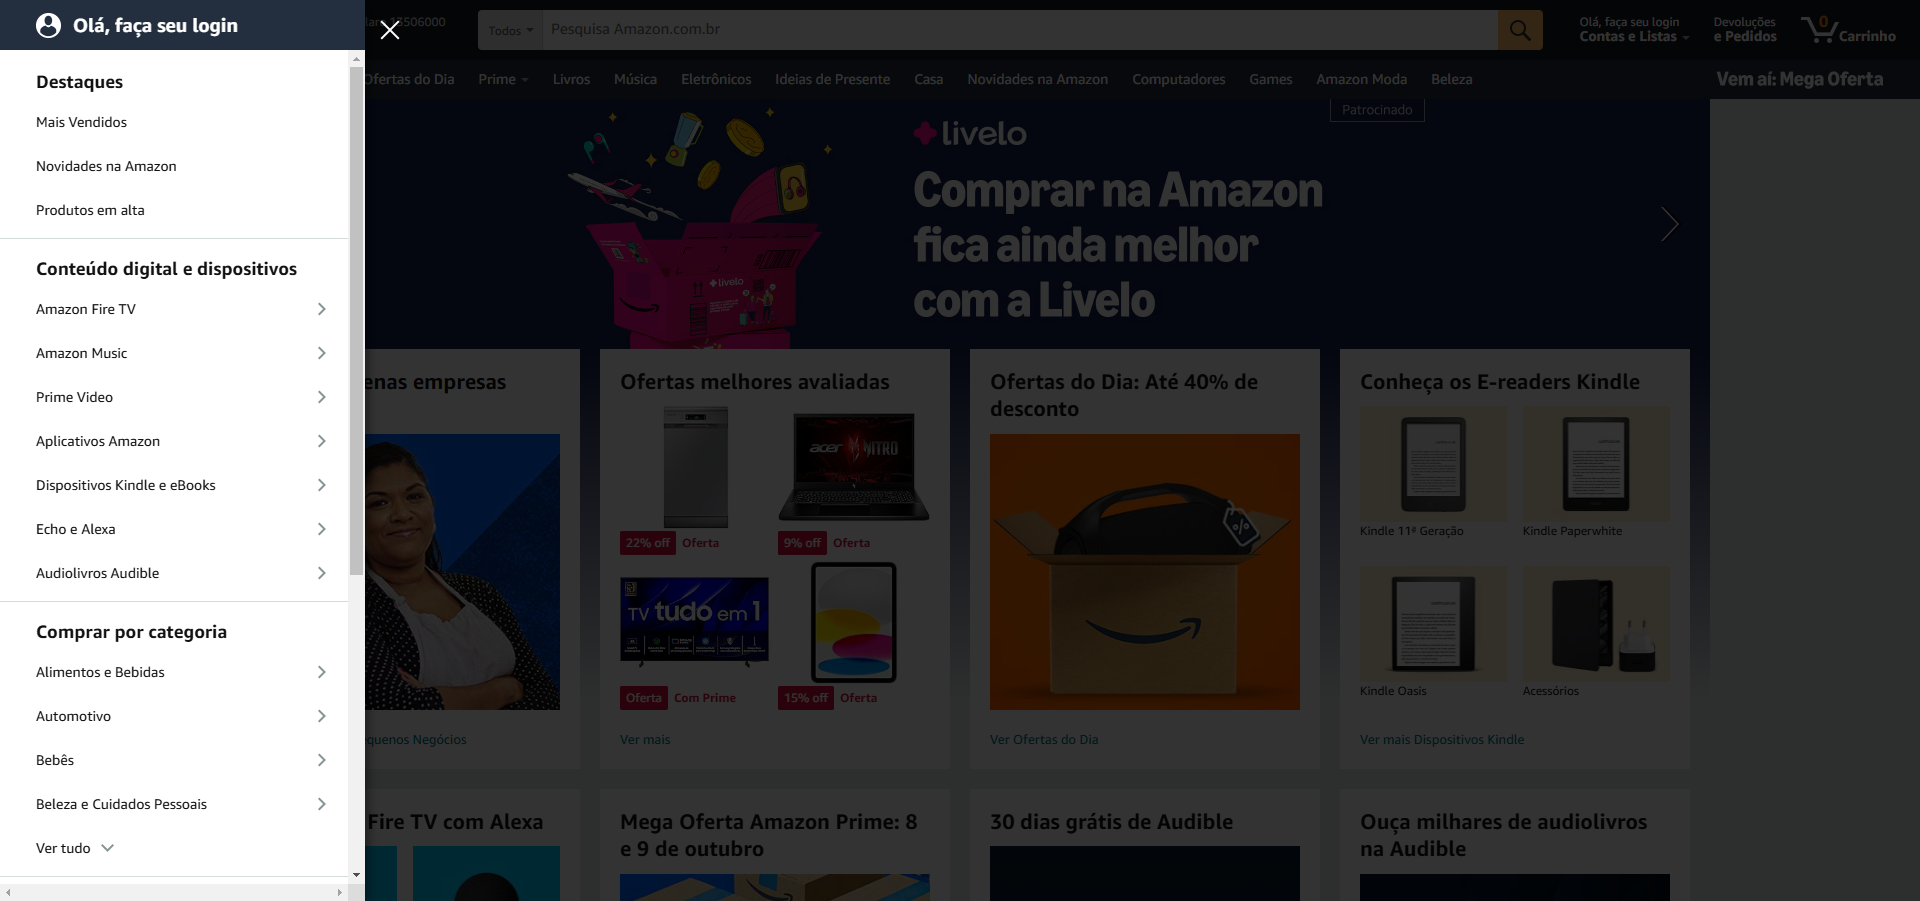 Olá, faça seu login
Destaques
Mais Vendidos
Novidades na Amazon
Produtos em alta
Conteúdo digital e dispositivos
Amazon Fire TV
Amazon Music
Prime Video
Aplicativos Amazon
Dispositivos Kindle e eBooks
Echo e Alexa
Audiolivros Audible
Comprar por categoria
Alimentos e Bebidas
Automotivo
Bebês
Beleza e Cuidados Pessoais
Ver tudo
13506000
Todos
Pesquisa Amazon.com.br
Olá, faça seu login
Contas e Listas
Devoluções
e Pedidos
0
Carrinho
Ofertas do Dia Prime Livros Música Eletrônicos Ideias de Presente Casa Novidades na Amazon Computadores Games Amazon Moda Beleza
Vem aí: Mega Oferta
Patrocinado
livelo
Comprar na Amazon
fica ainda melhor
com a Livelo
livelo
enas empresas
quenos Negócios
Ofertas melhores avaliadas
acer NITRO
22% off Oferta
9% off Oferta
TV tudo em 1
Oferta Com Prime
15% off Oferta
Ver mais
Ofertas do Dia: Até 40% de
desconto
%
Ver Ofertas do Dia
Conheça os E-readers Kindle
Kindle 11ª Geração
Kindle Paperwhite
Kindle Oasis
Acessórios
Ver mais Dispositivos Kindle
Fire TV com Alexa
Mega Oferta Amazon Prime: 8
e 9 de outubro
30 dias grátis de Audible
Ouça milhares de audiolivros
na Audible